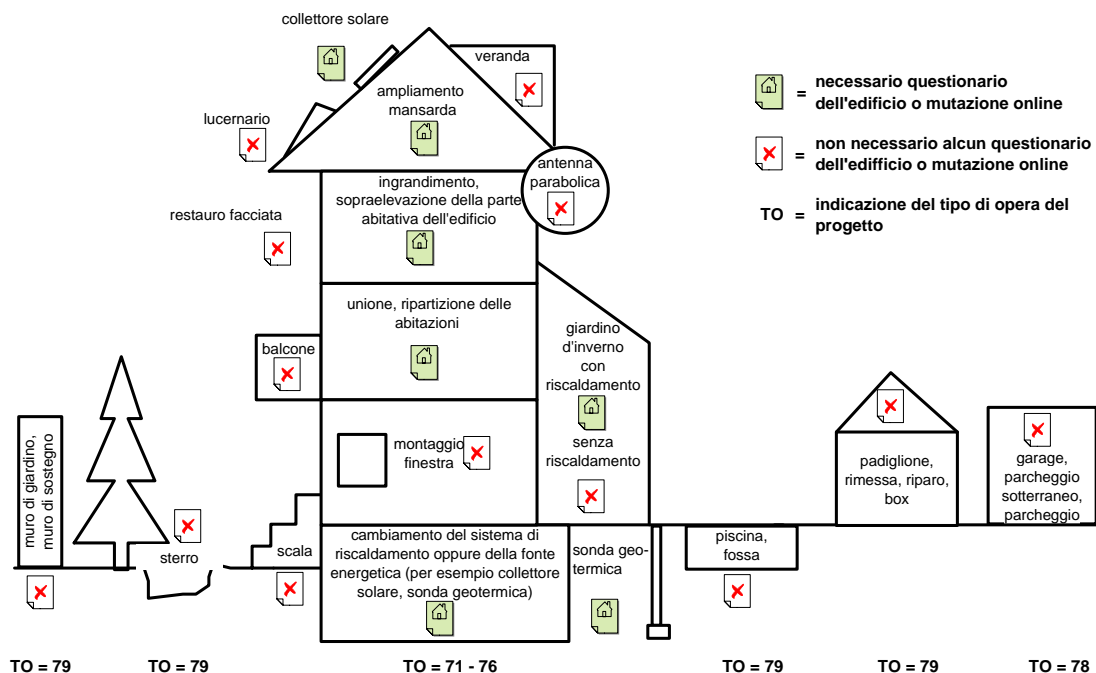 collettore solare
veranda
ampliamento
mansarda
lucernario
antenna
parabolica
ingrandimento,
sopraelevazione della parte
abitativa dell'edificio
restauro facciata
unione, ripartizione delle
abitazioni
balcone
giardino
d'inverno
con
riscaldamento
senza
riscaldamento
montaggio
finestra
muro di giardino,
muro di sostegno
sterro
scala
cambiamento del sistema di
riscaldamento oppure della fonte
energetica (per esempio collettore
solare, sonda geotermica)
sonda geo-
termica
piscina,
fossa
padiglione,
rimessa, riparo,
box
garage,
parcheggio
sotterraneo,
parcheggio
= necessario questionario
dell'edificio o mutazione online
= non necessario alcun questionario
dell'edifficio o mutazione online
TO = indicazione del tipo di opera del
progetto
TO = 79
TO = 79
TO = 71 - 76
TO = 79
TO = 79
TO = 78